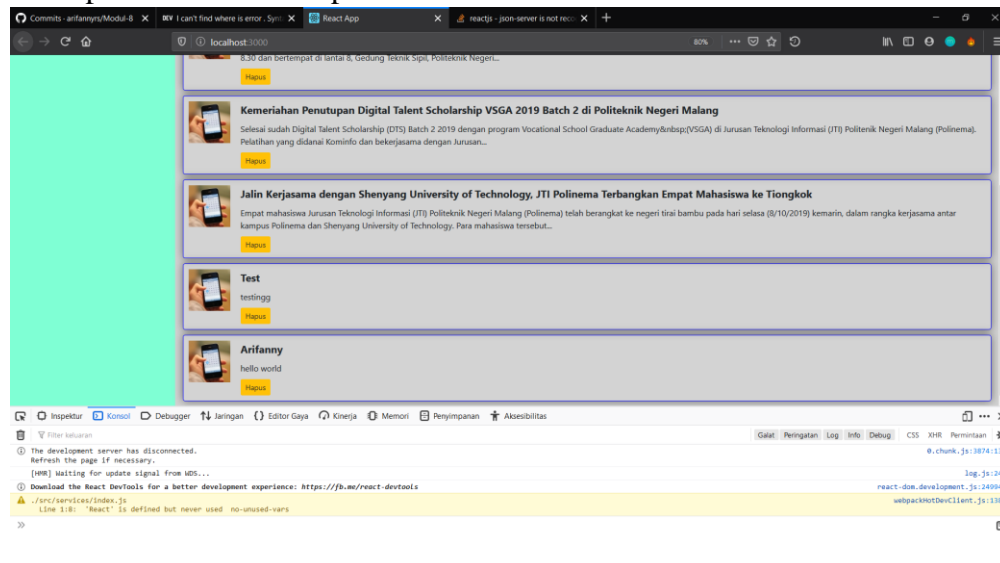 Commits - arifannyrs/Modul-8
DEV I can't find where is error . Synt
React App
reactjs - json-server is not reco
localhost:3000
80%
8.30 dan bertempat di lantai 8, Gedung Teknik Sipil, Politeknik Negeri...
Hapus
Kemeriahan Penutupan Digital Talent Scholarship VSGA 2019 Batch 2 di Politeknik Negeri Malang
Selesai sudah Digital Talent Scholarship (DTS) Batch 2 2019 dengan program Vocational School Graduate Academy&nbsp;(VSGA) di Jurusan Teknologi Informasi (JTI) Politenik Negeri Malang (Polinema).
Pelatihan yang didanai Kominfo dan bekerjasama dengan Jurusan...
Hapus
Jalin Kerjasama dengan Shenyang University of Technology, JTI Polinema Terbangkan Empat Mahasiswa ke Tiongkok
Empat mahasiswa Jurusan Teknologi Informasi (JTI) Politeknik Negeri Malang (Polinema) telah berangkat ke negeri tirai bambu pada hari selasa (8/10/2019) kemarin, dalam rangka kerjasama antar
kampus Polinema dan Shenyang University of Technology. Para mahasiswa tersebut...
Hapus
Test
testingg
Hapus
Arifanny
hello world
Hapus
Inspektur Konsol Debugger Jaringan Editor Gaya Kinerja Memori Penyimpanan Aksesibilitas
Filter keluaran
Galat Peringatan Log Info Debug CSS XHR Permintaan
The development server has disconnected. 0.chunk.js:3874:1
Refresh the page if necessary.
[HMR] Waiting for update signal from WDS... log.js:24
Download the React DevTools for a better development experience: https://fb.me/react-devtools react-dom.development.js:24994
./src/services/index.js webpackHotDevClient.js:138
Line 1:8: 'React' is defined but never used no-unused-vars